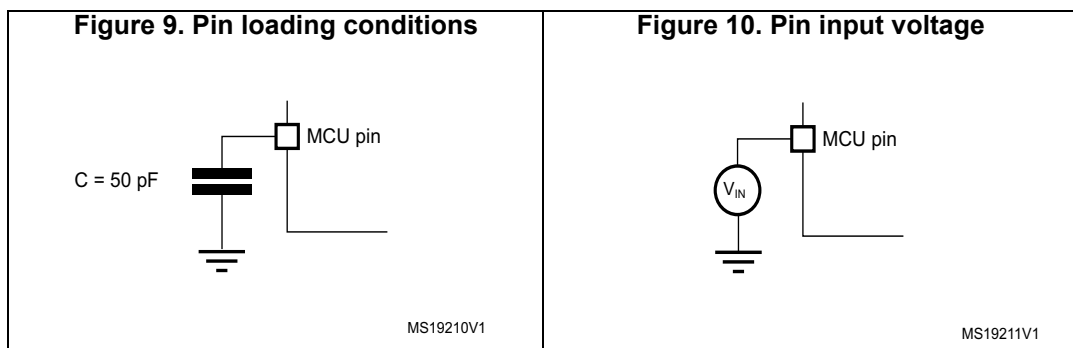 Figure 9. Pin loading conditions
MCU pin
C = 50 pF
MS19210V1
Figure 10. Pin input voltage
MCU pin
VIN
MS19211V1